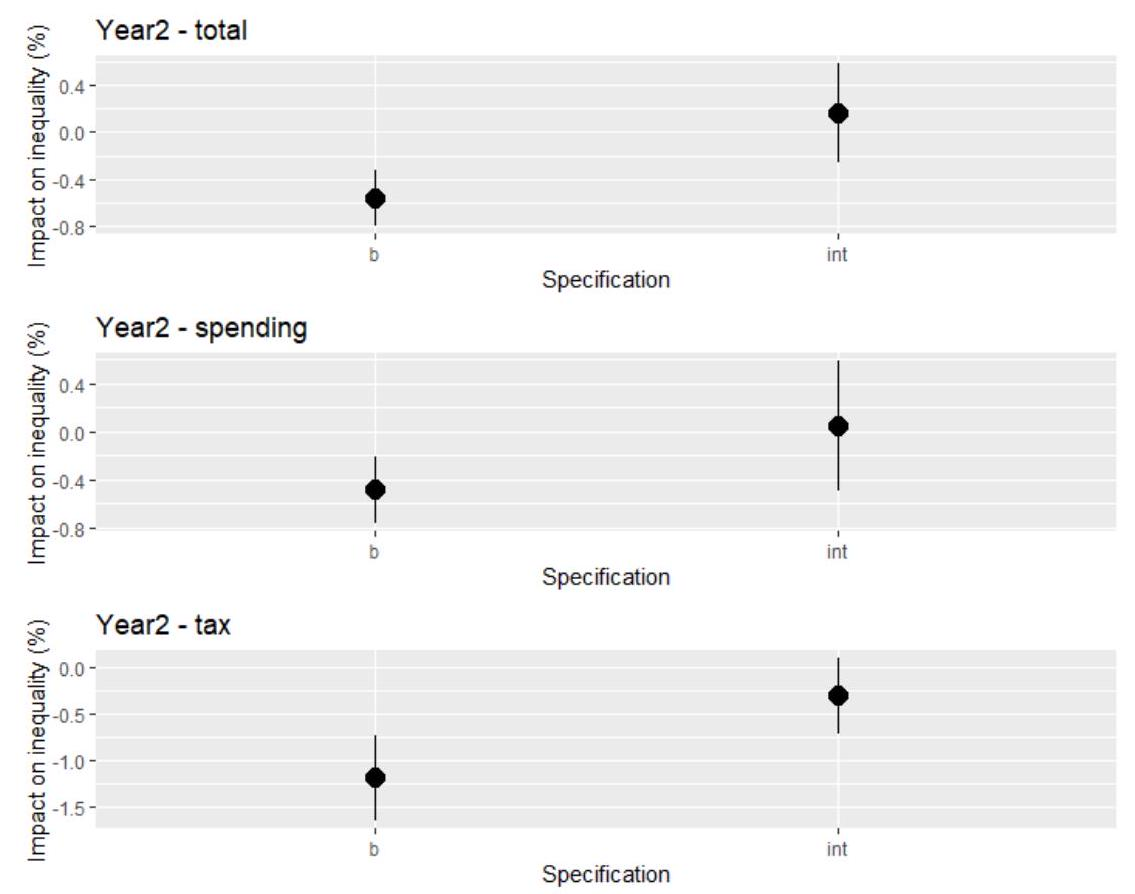 Year2 - total
Impact on inequality (%)
0.4
0.0
-0.4
-0.8
b
int
Specification
Year2 - spending
Impact on inequality (%)
0.4
0.0
-0.4
-0.8
b
int
Specification
Year2 - tax
Impact on inequality (%)
0.0
-0.5
-1.0
-1.5
b
int
Specification